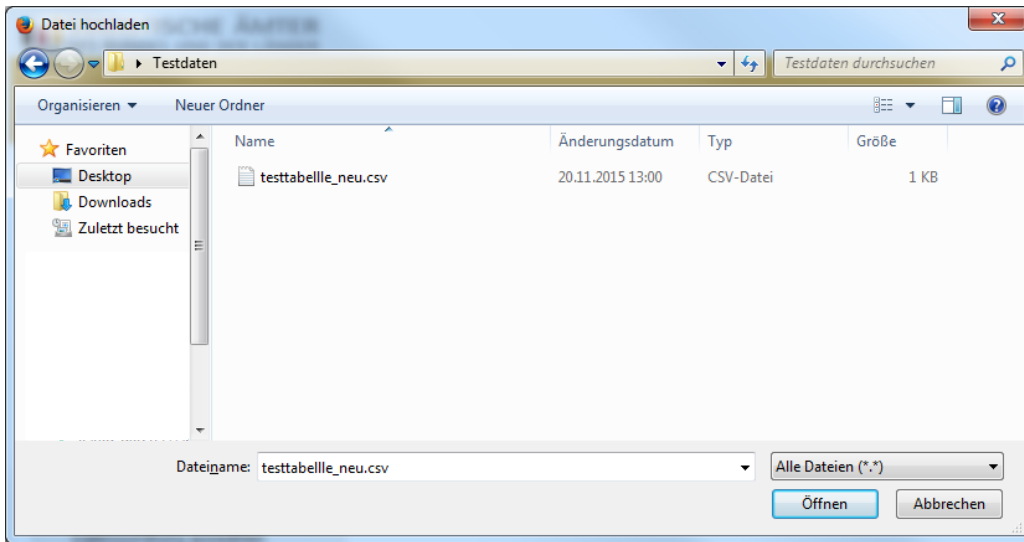 Datei hochladen
Testdaten
Testdaten durchsuchen
Organisieren
Neuer Ordner
Favoriten
Desktop
Downloads
Zuletzt besucht
Name
Änderungsdatum
Typ
Größe
testtabellle_neu.csv
20.11.2015 13:00
CSV-Datei
1 KB
Dateiname:
testtabellle_neu.csv
Alle Dateien (*.*)
Öffnen
Abbrechen